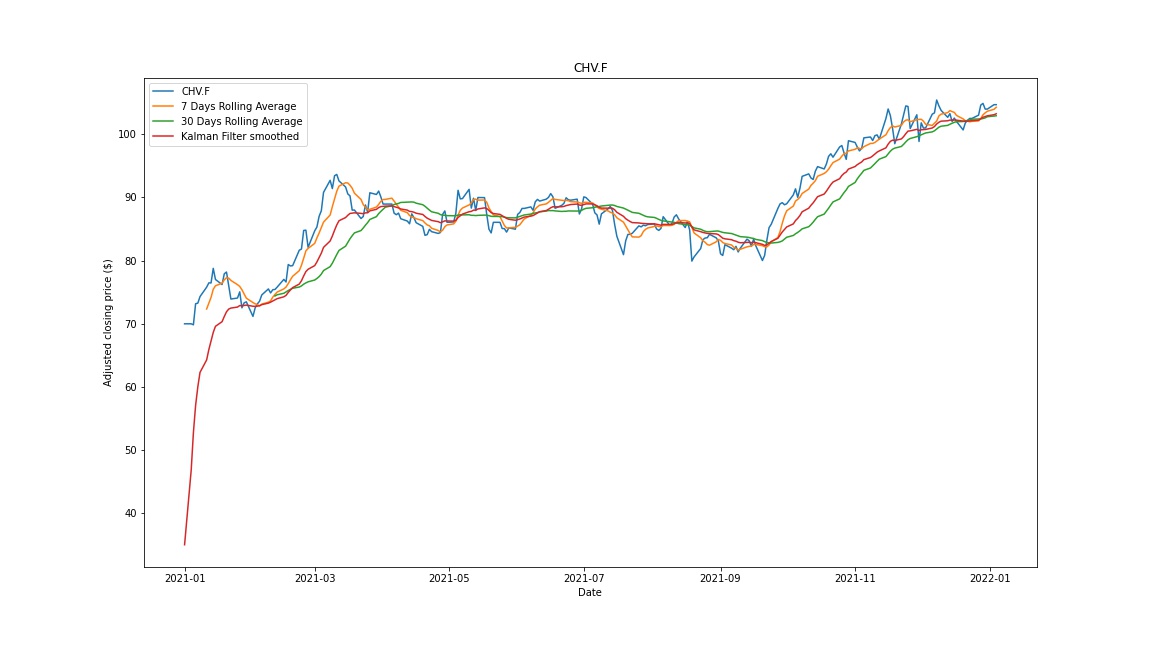 CHV.F
CHV.F
7 Days Rolling Average
30 Days Rolling Average
Kalman Filter smoothed
100
90
80
70
60
50
40
Adjusted closing price ($)
2021-01
2021-03
2021-05
2021-07
2021-09
2021-11
2022-01
Date